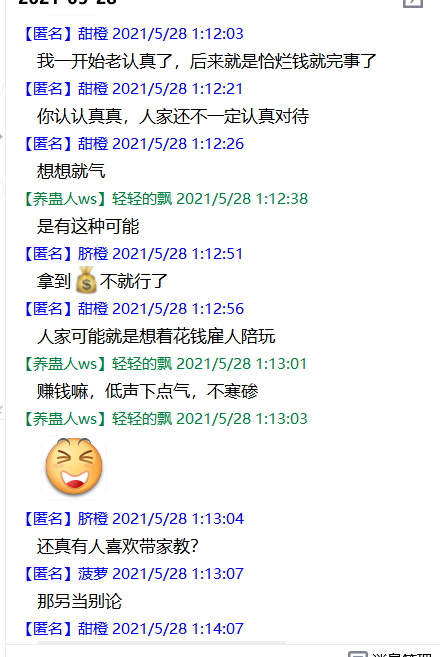 2021-05-28
【匿名】甜橙 2021/5/28 1:12:03
我一开始老认真了，后来就是恰烂钱就完事了
【匿名】甜橙 2021/5/28 1:12:21
你认认真真，人家还不一定认真对待
【匿名】甜橙 2021/5/28 1:12:26
想想就气
【养蛊人ws】轻轻的飘 2021/5/28 1:12:38
是有这种可能
【匿名】脐橙 2021/5/28 1:12:51
拿到💰不就行了
【匿名】甜橙 2021/5/28 1:12:56
人家可能就是想着花钱雇人陪玩
【养蛊人ws】轻轻的飘 2021/5/28 1:13:01
赚钱嘛，低声下点气，不寒碜
【养蛊人ws】轻轻的飘 2021/5/28 1:13:03
【匿名】脐橙 2021/5/28 1:13:04
还真有人喜欢带家教？
【匿名】菠萝 2021/5/28 1:13:07
那另当别论
【匿名】甜橙 2021/5/28 1:14:07